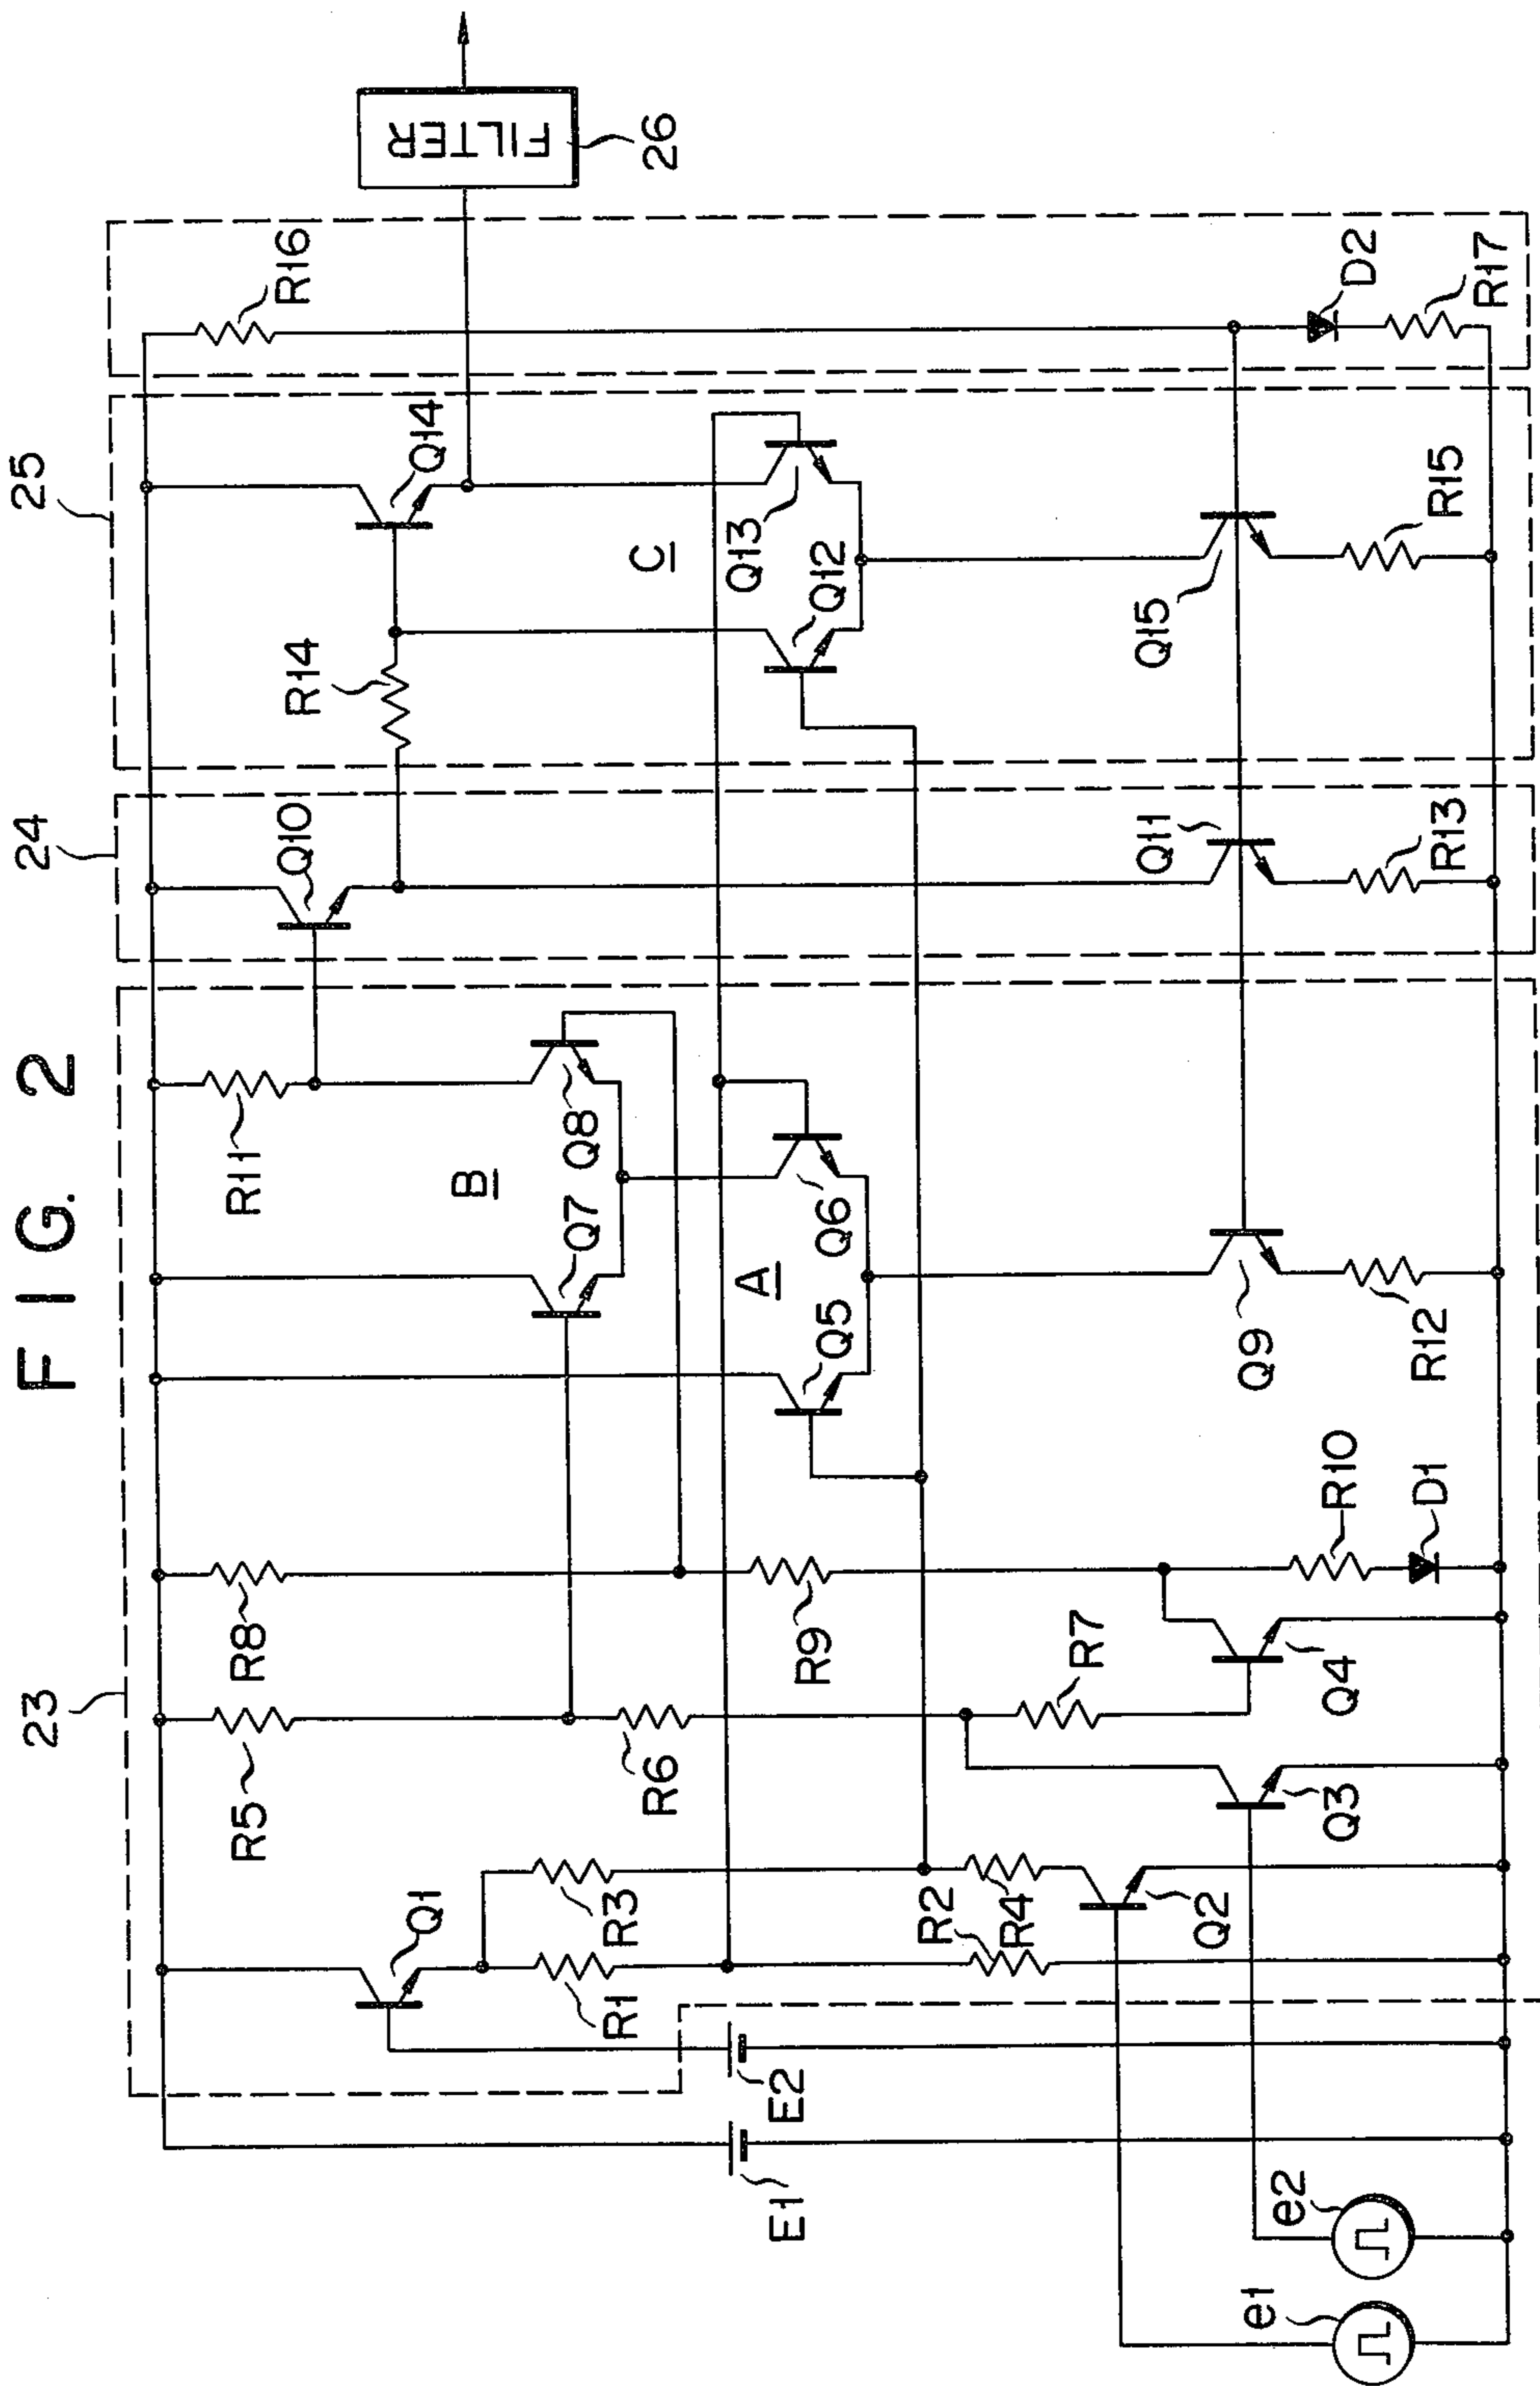 FIG. 2
23
24
25
R16
FILTER
26
Q14
R14
Q10
R11
B
Q8
Q7
R8
R5
Q1
R3
R1
R6
C
Q13
Q12
A
Q6
Q5
R9
R2
R4
Q2
E2
E1
R7
Q3
Q4
R10
D1
Q9
R12
Q11
R13
Q15
R15
D2
R17
e1
e2